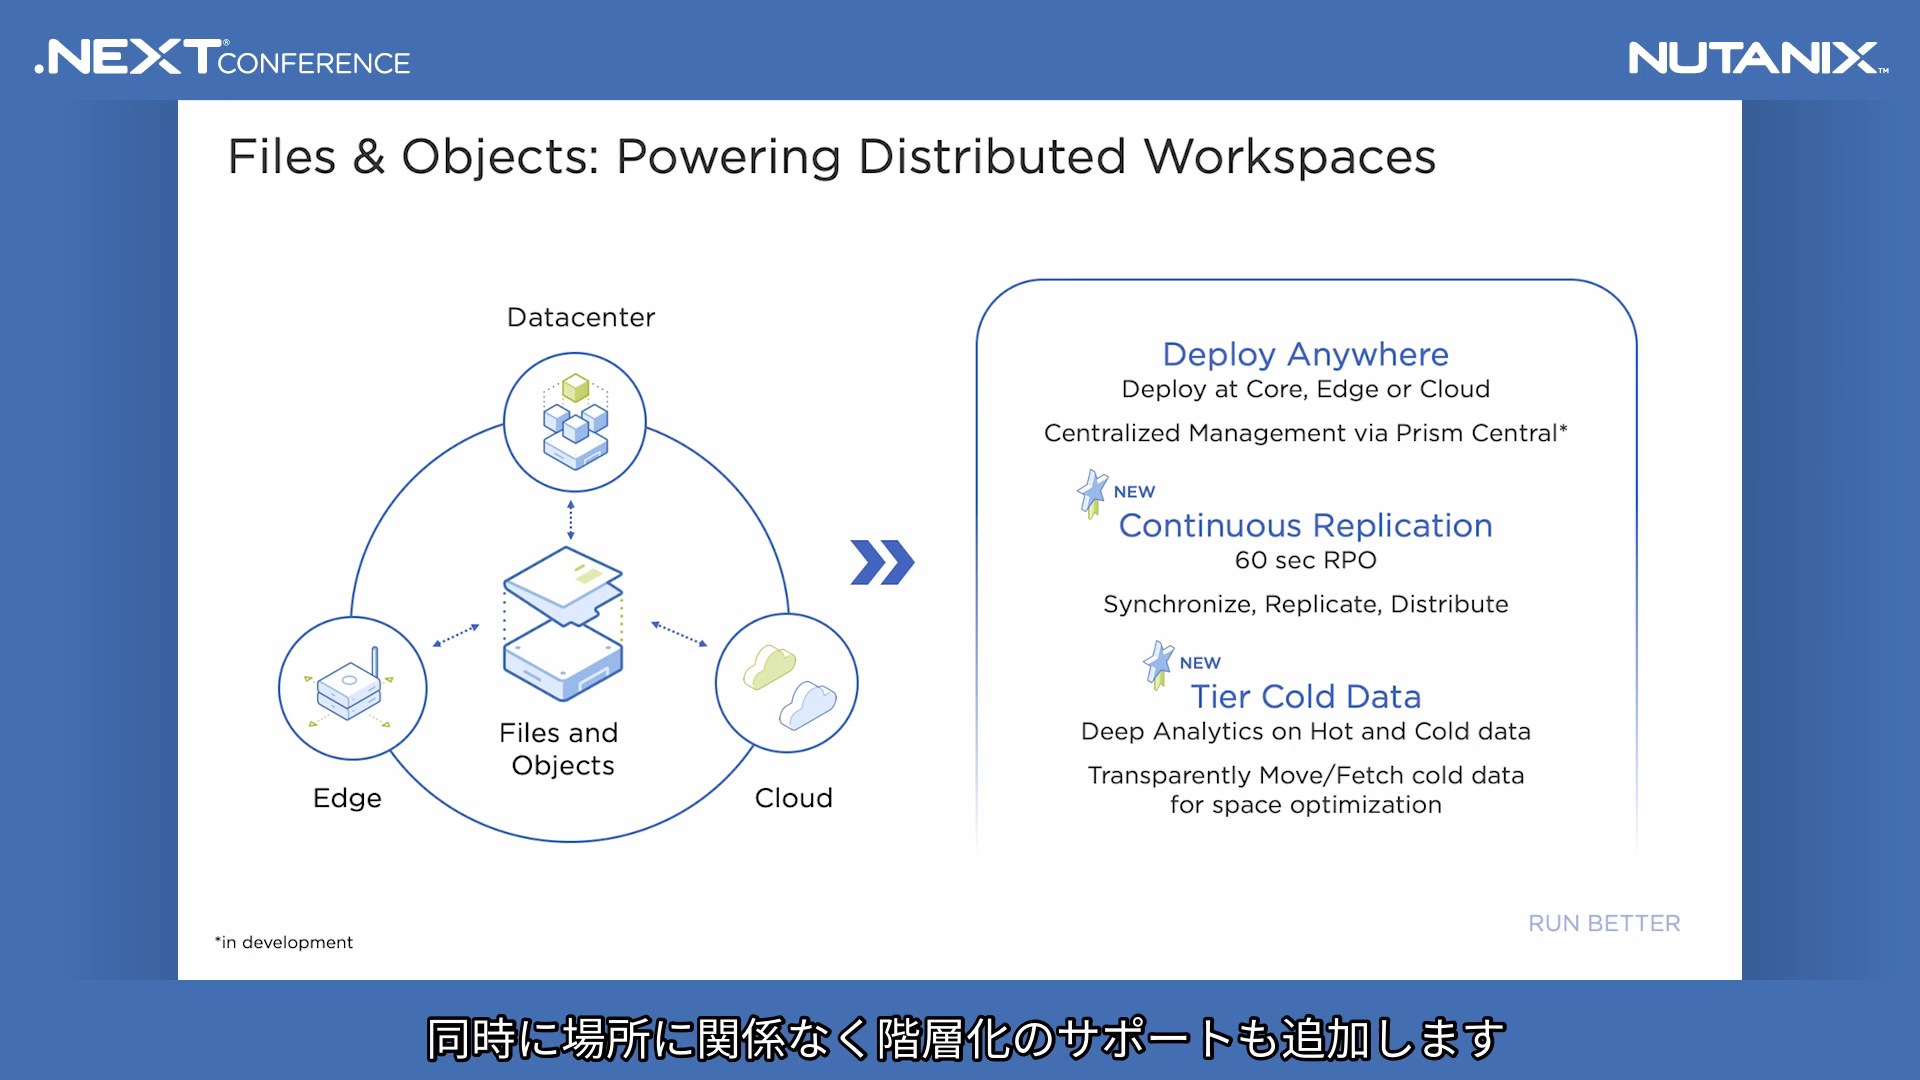 .NEXT® CONFERENCE
NUTANIX™
Files & Objects: Powering Distributed Workspaces
Datacenter
Files and
Objects
Edge
Cloud
Deploy Anywhere
Deploy at Core, Edge or Cloud
Centralized Management via Prism Central*
NEW
Continuous Replication
60 sec RPO
Synchronize, Replicate, Distribute
NEW
Tier Cold Data
Deep Analytics on Hot and Cold data
Transparently Move/Fetch cold data
for space optimization
RUN BETTER
*in development
同時に場所に関係なく階層化のサポートも追加します